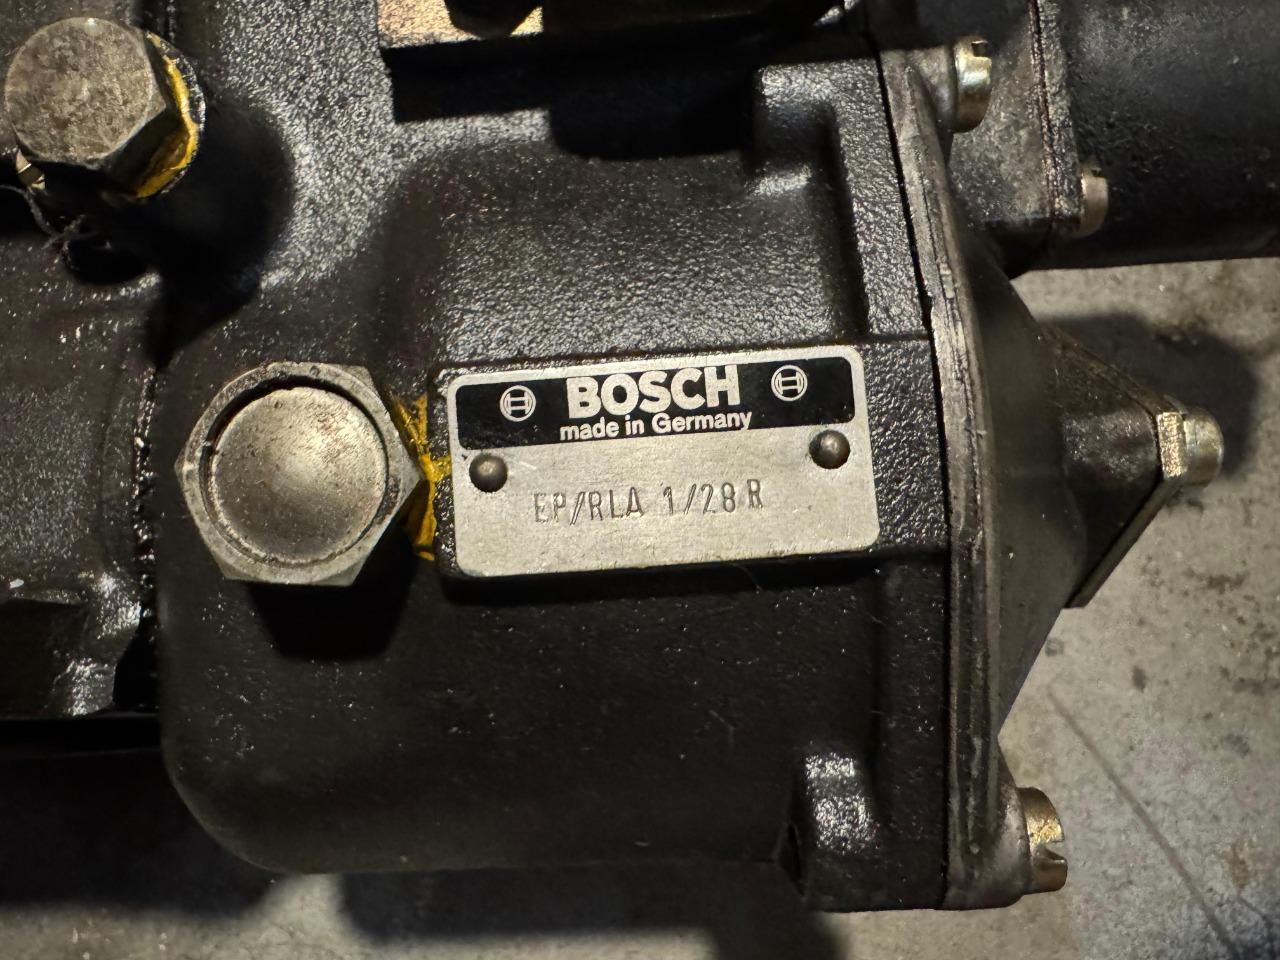 BOSCH
made in Germany
EP/RLA 1/28 R